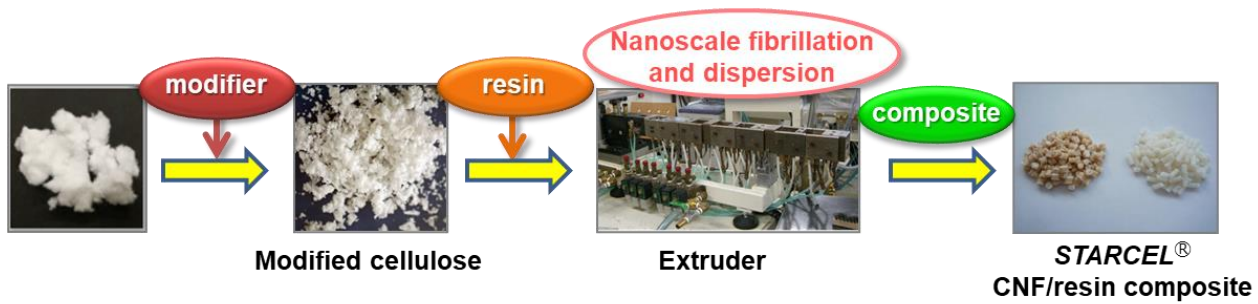 Nanoscale fibrillation
and dispersion
modifier
resin
composite
Modified cellulose
Extruder
STARCEL®
CNF/resin composite